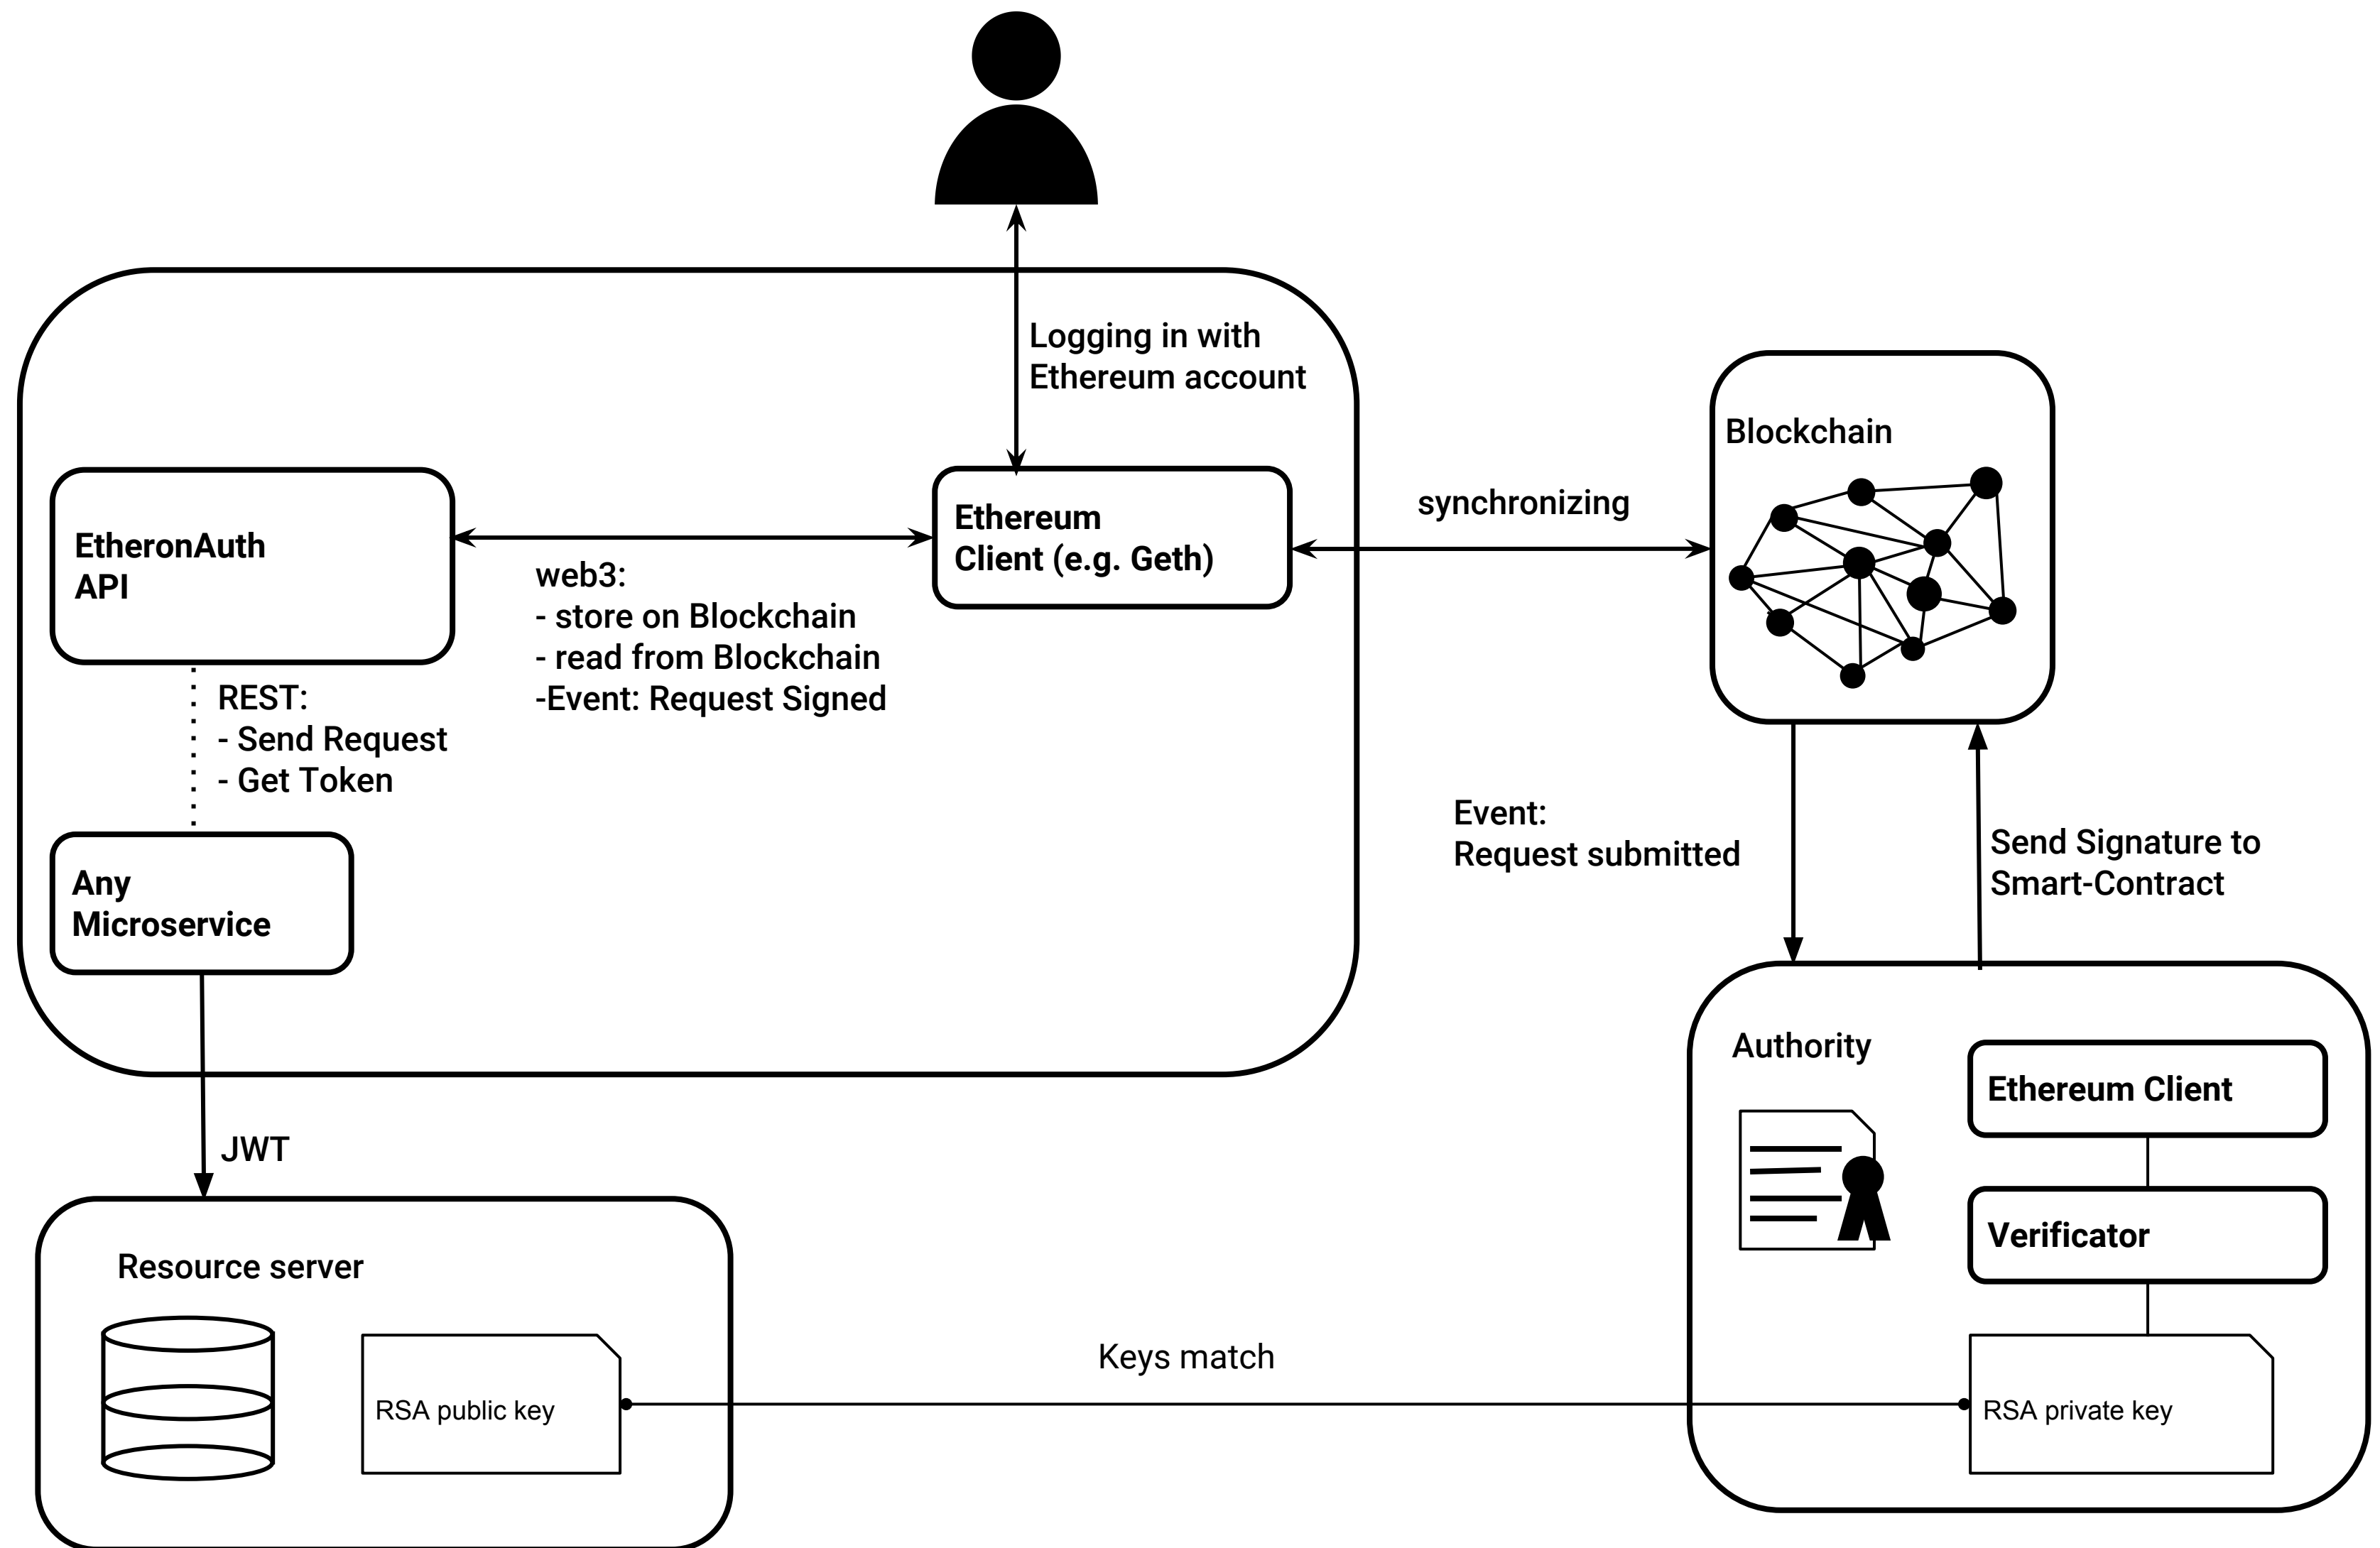 Logging in with
Ethereum account
Blockchain
synchronizing
Ethereum
Client (e.g. Geth)
EtheronAuth
API
web3:
- store on Blockchain
- read from Blockchain
-Event: Request Signed
REST:
- Send Request
- Get Token
Event:
Request submitted
Send Signature to
Smart-Contract
Any
Microservice
Authority
Ethereum Client
JWT
Verificator
Resource server
Keys match
RSA public key
RSA private key